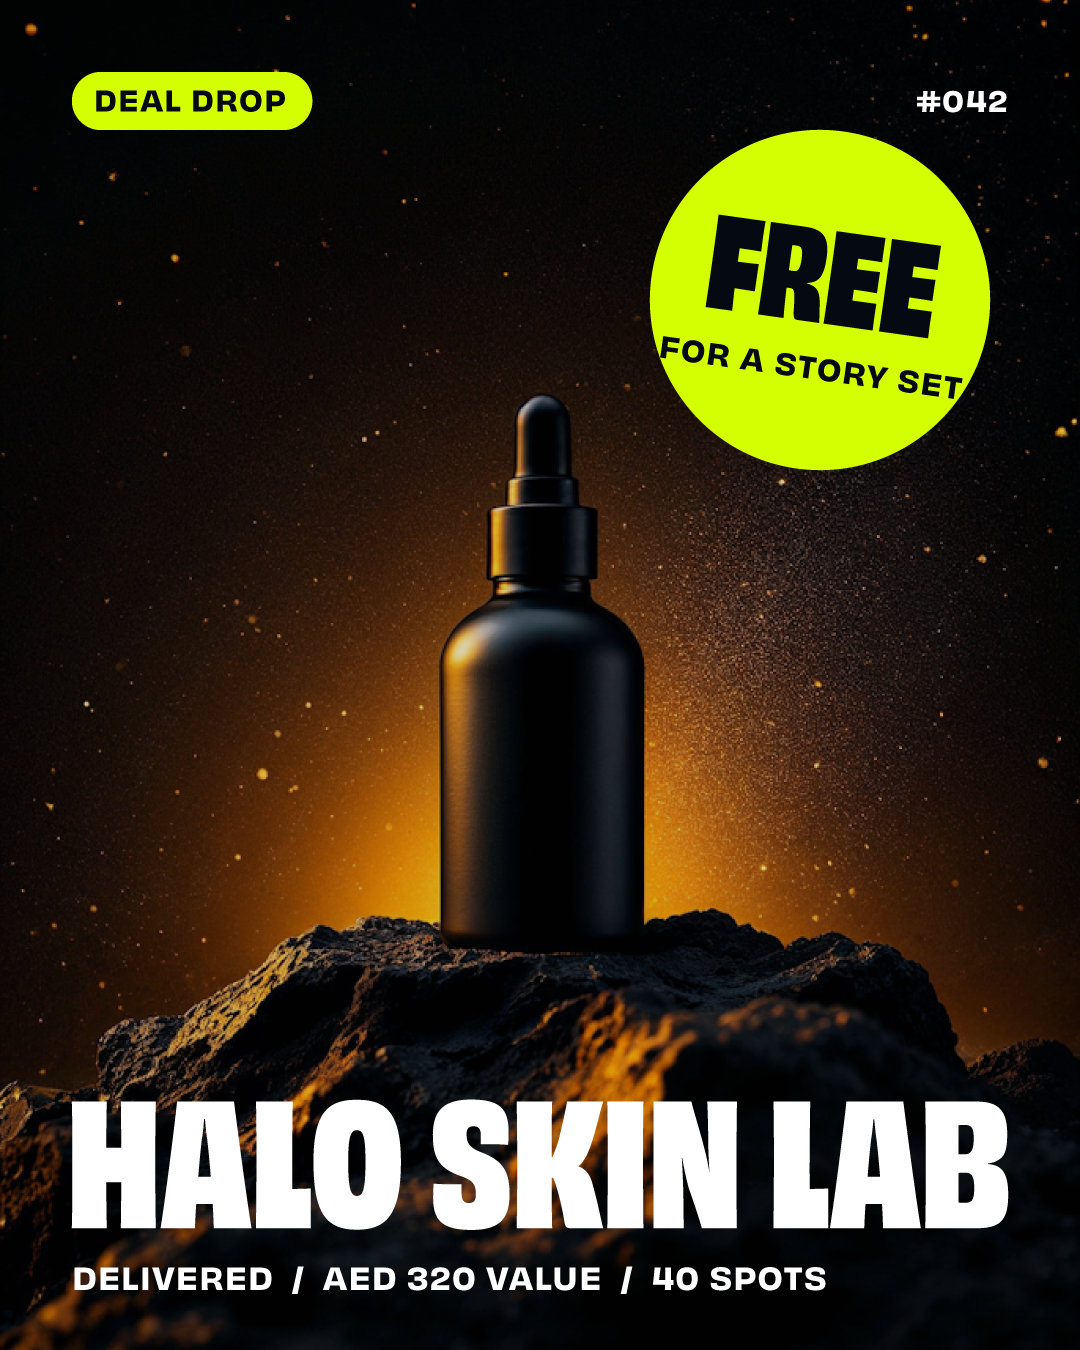 DEAL DROP
#042
FREE
FOR A STORY SET
HALO SKIN LAB
DELIVERED / AED 320 VALUE / 40 SPOTS